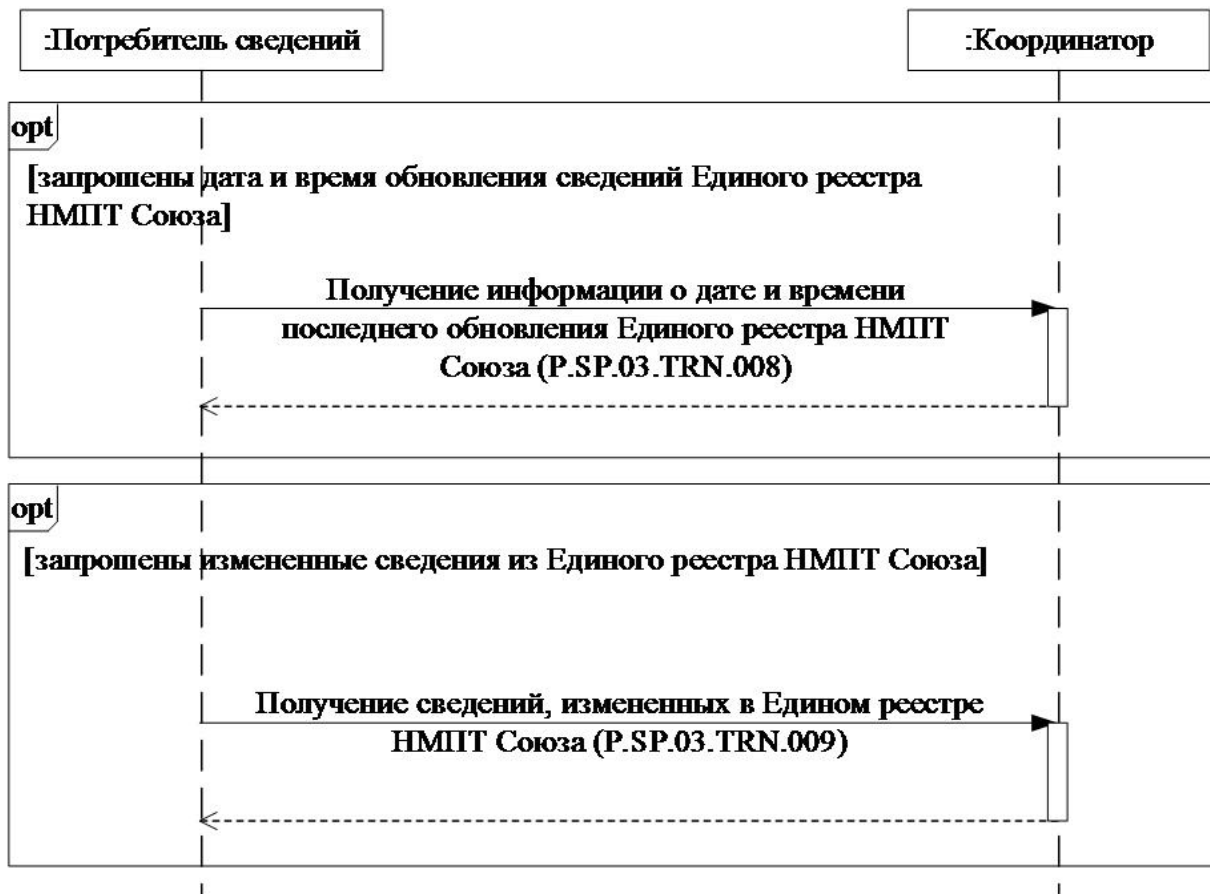 :Потребитель сведений
:Координатор
opt
[запрошены дата и время обновления сведений Единого реестра
НМПТ Союза]
Получение информации о дате и времени
последнего обновления Единого реестра НМПТ
Союза (P.SP.03.TRN.008)
opt
[запрошены измененные сведения из Единого реестра НМПТ Союза]
Получение сведений, измененных в Едином реестре
НМПТ Союза (P.SP.03.TRN.009)